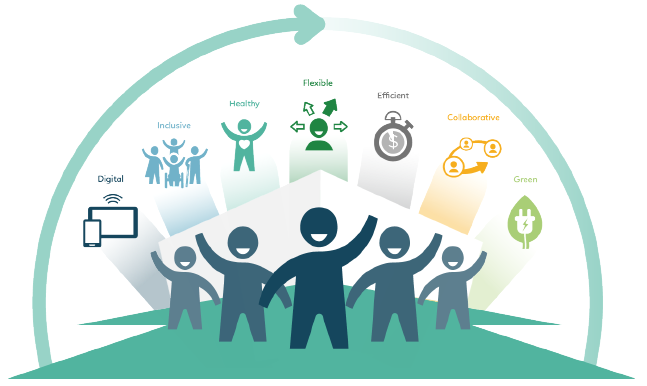 Digital
Inclusive
Healthy
Flexible
Efficient
Collaborative
Green
$